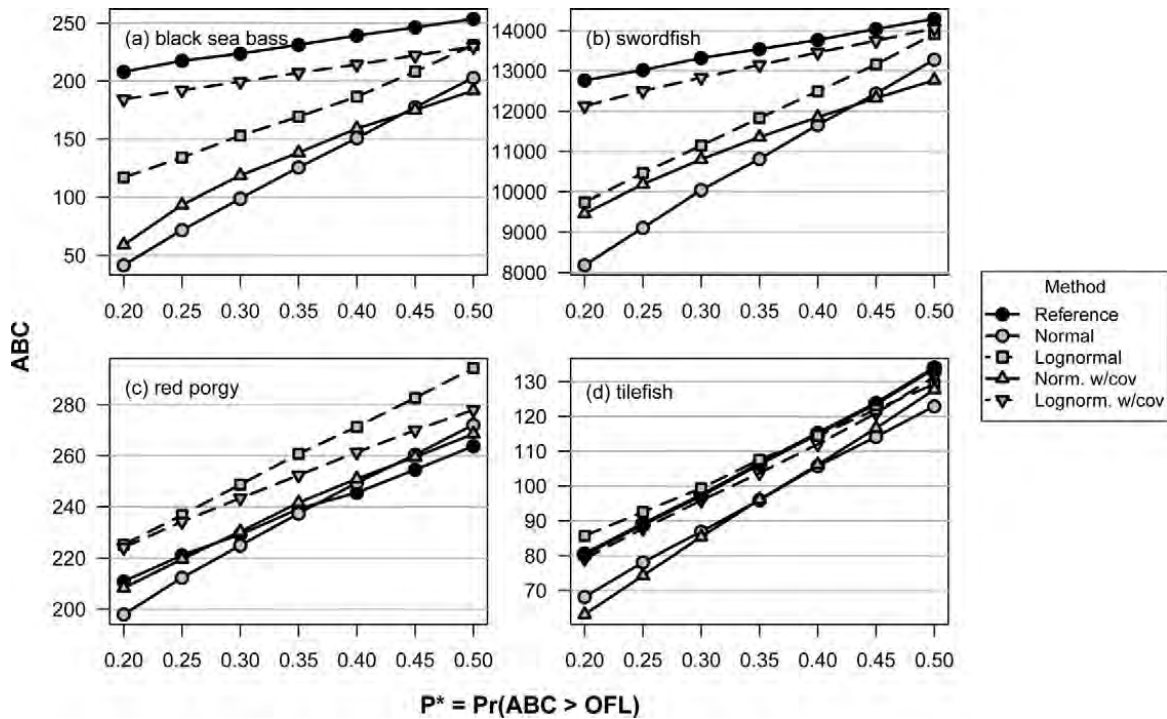 (a) black sea bass
250
200
150
100
50
0.20 0.25 0.30 0.35 0.40 0.45 0.50
(b) swordfish
14000
13000
12000
11000
10000
9000
8000
0.20 0.25 0.30 0.35 0.40 0.45 0.50
(c) red porgy
280
260
240
220
200
0.20 0.25 0.30 0.35 0.40 0.45 0.50
(d) tilefish
130
120
110
100
90
80
70
0.20 0.25 0.30 0.35 0.40 0.45 0.50
ABC
P* = Pr(ABC > OFL)
Method
Reference
Normal
Lognormal
Norm. w/cov
Lognorm. w/cov